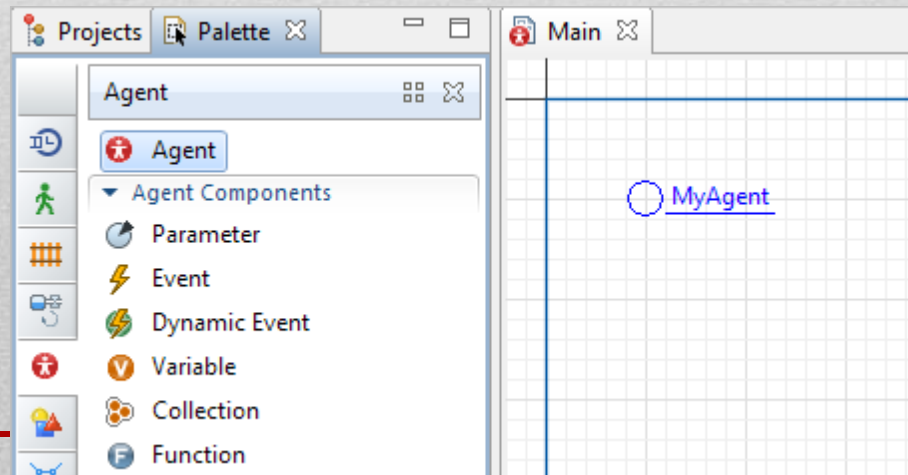 Projects
Palette
Main
Agent
Agent
Agent Components
Parameter
Event
Dynamic Event
Variable
Collection
Function
MyAgent